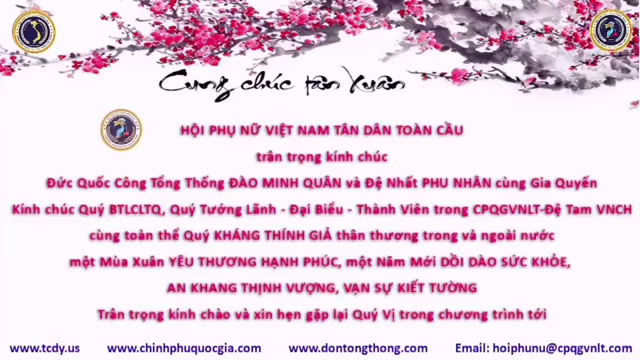 Cung chúc tân Xuân
HỘI PHỤ NỮ VIỆT NAM TÂN DÂN TOÀN CẦU
trân trọng kính chúc
Đức Quốc Công Tổng Thống ĐÀO MINH QUÂN và Đệ Nhất PHU NHÂN cùng Gia Quyến
Kính chúc Quý BTLCLTQ, Quý Tướng Lãnh - Đại Biểu - Thành Viên trong CPQGVNLT-Đệ Tam VNCH
cùng toàn thể Quý KHÁNG THÍNH GIẢ thân thương trong và ngoài nước
một Mùa Xuân YÊU THƯƠNG HẠNH PHÚC, một Năm Mới DỒI DÀO SỨC KHỎE,
AN KHANG THỊNH VƯỢNG, VẠN SỰ KIẾT TƯỜNG
Trân trọng kính chào và xin hẹn gặp lại Quý Vị trong chương trình tới
www.tcdy.us www.chinhphuquocgia.com www.dontongthong.com Email: hoiphunu@cpqgvnlt.com